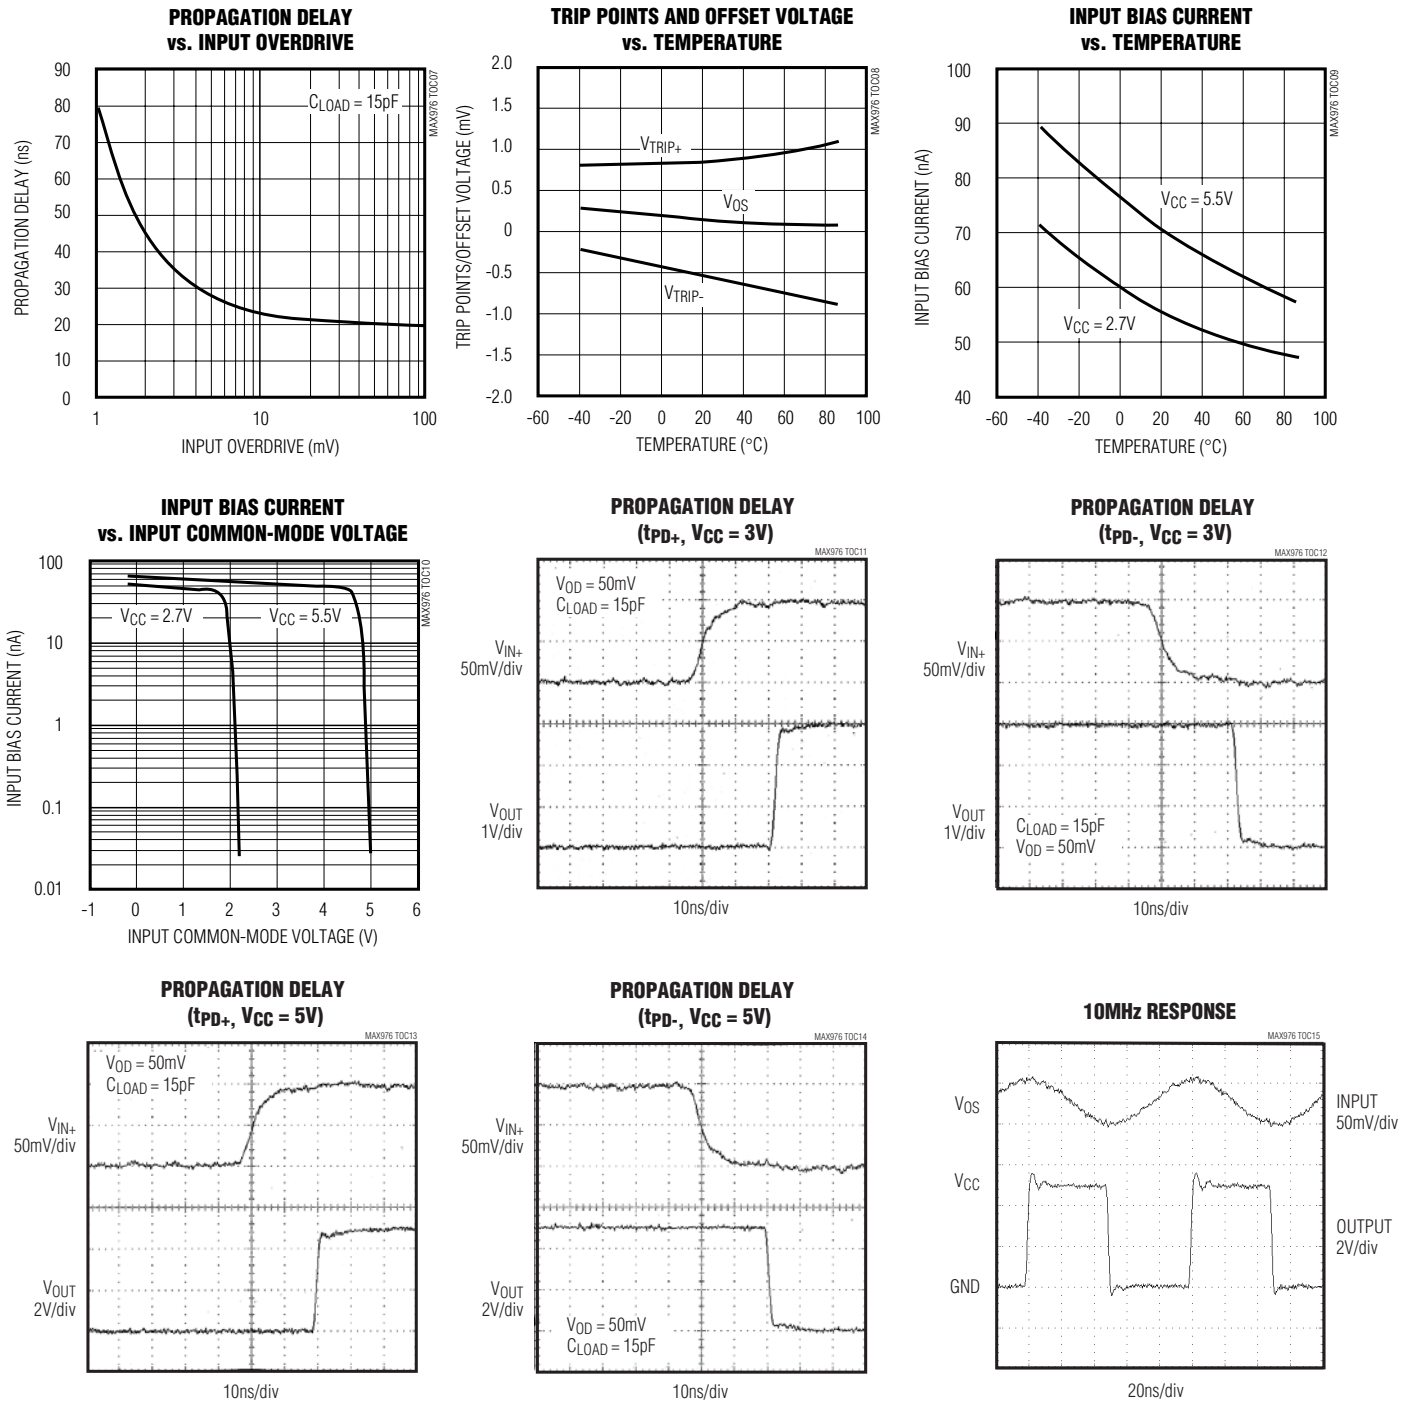 PROPAGATION DELAY
vs. INPUT OVERDRIVE
MAX976 TOC07
CLOAD = 15pF
PROPAGATION DELAY (ns)
90
80
70
60
50
40
30
20
10
0
1 10 100
INPUT OVERDRIVE (mV)
TRIP POINTS AND OFFSET VOLTAGE
vs. TEMPERATURE
MAX976 TOC08
TRIP POINTS/OFFSET VOLTAGE (mV)
2.0
1.5
1.0
0.5
0
-0.5
-1.0
-1.5
-2.0
VTRIP+
VOS
VTRIP-
-60 -40 -20 0 20 40 60 80 100
TEMPERATURE (°C)
INPUT BIAS CURRENT
vs. TEMPERATURE
MAX976 TOC09
INPUT BIAS CURRENT (nA)
100
90
80
70
60
50
40
VCC = 5.5V
VCC = 2.7V
-60 -40 -20 0 20 40 60 80 100
TEMPERATURE (°C)
INPUT BIAS CURRENT
vs. INPUT COMMON-MODE VOLTAGE
MAX976 TOC10
INPUT BIAS CURRENT (nA)
100
10
1
0.1
0.01
VCC = 2.7V
VCC = 5.5V
-1 0 1 2 3 4 5 6
INPUT COMMON-MODE VOLTAGE (V)
PROPAGATION DELAY
(tPD+, VCC = 3V)
MAX976 TOC11
VOD = 50mV
CLOAD = 15pF
VIN+
50mV/div
VOUT
1V/div
10ns/div
PROPAGATION DELAY
(tPD-, VCC = 3V)
MAX976 TOC12
VIN+
50mV/div
VOUT
1V/div
CLOAD = 15pF
VOD = 50mV
10ns/div
PROPAGATION DELAY
(tPD+, VCC = 5V)
MAX976 TOC13
VOD = 50mV
CLOAD = 15pF
VIN+
50mV/div
VOUT
2V/div
10ns/div
PROPAGATION DELAY
(tPD-, VCC = 5V)
MAX976 TOC14
VIN+
50mV/div
VOUT
2V/div
VOD = 50mV
CLOAD = 15pF
10ns/div
10MHz RESPONSE
MAX976 TOC15
VOS
INPUT
50mV/div
VCC
OUTPUT
2V/div
GND
20ns/div